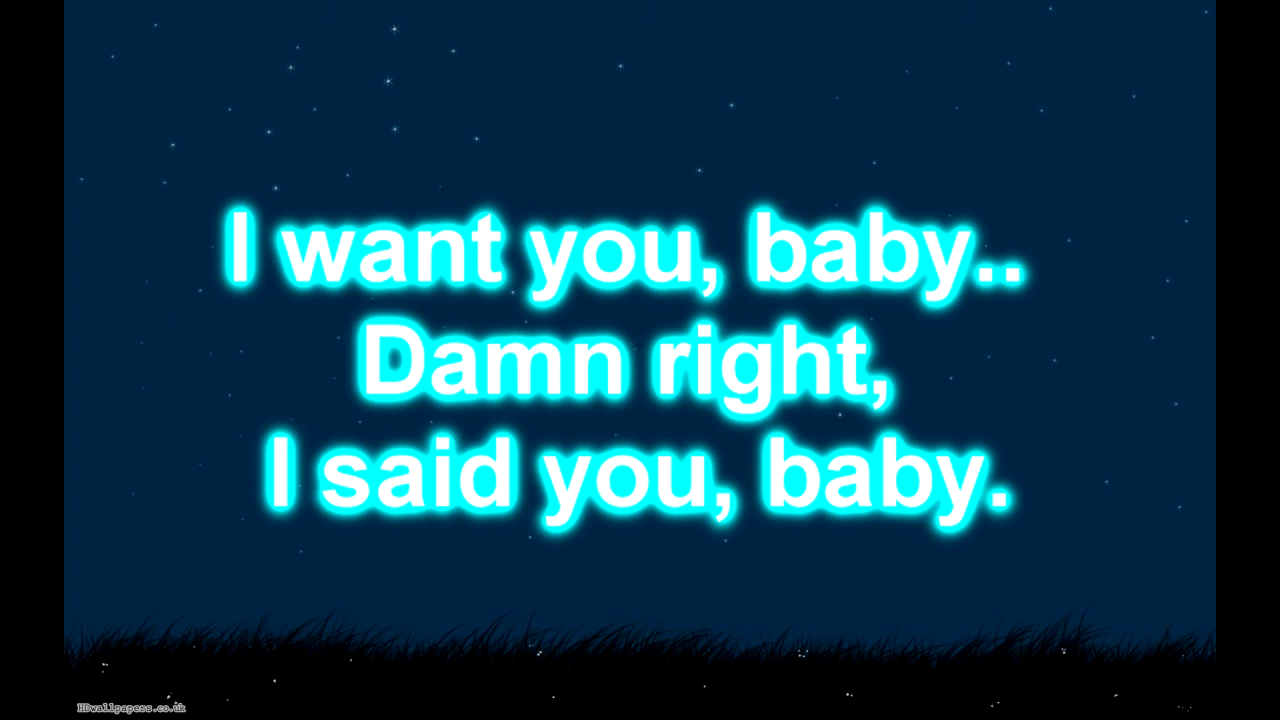 I want you, baby..
Damn right,
I said you, baby.
HDwallpapers.co.uk